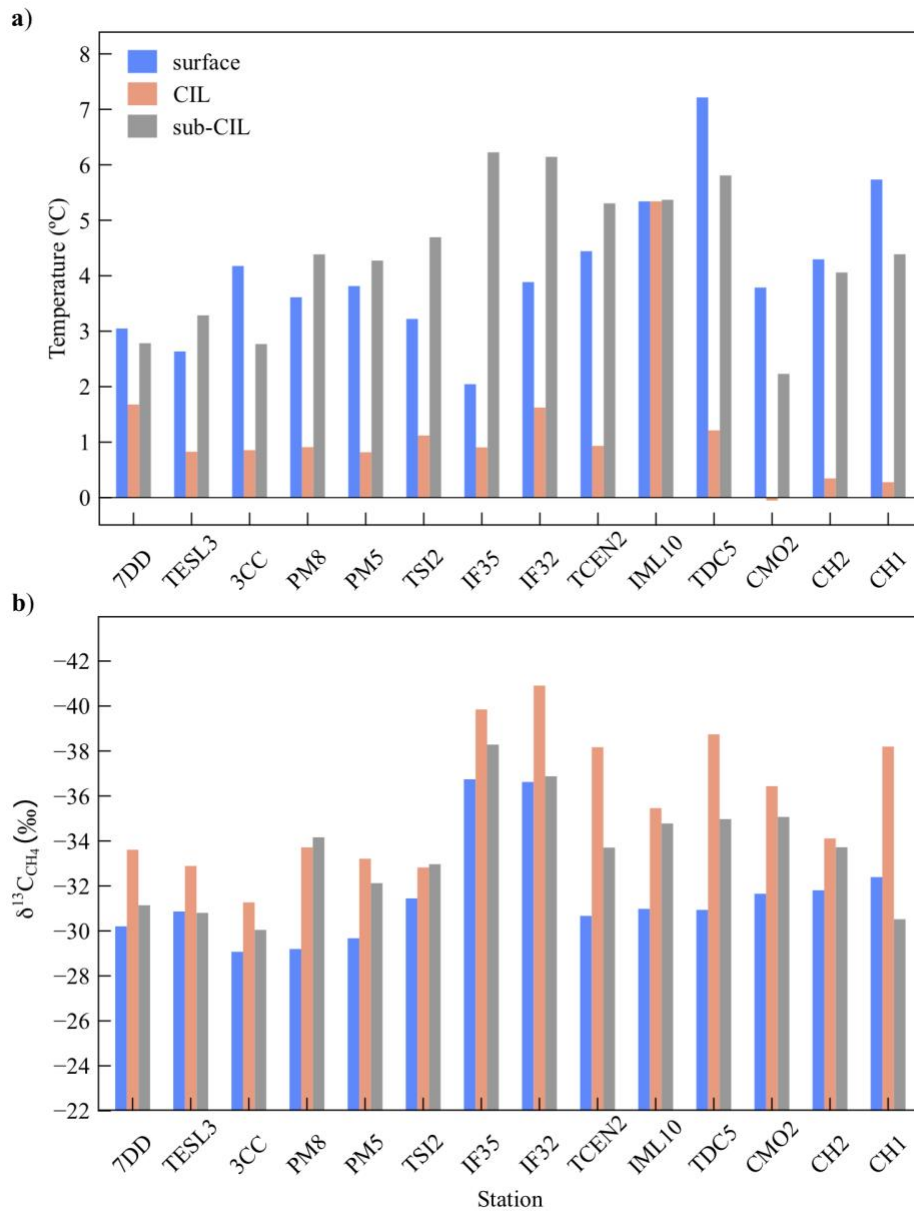 a)
surface
CIL
sub-CIL
Temperature (ºC)
8
7
6
5
4
3
2
1
0
7DD TESL3 3CC PM8 PM5 TSI2 IF35 IF32 TCEN2 IML10 TDC5 CMO2 CH2 CH1
b)
δ¹³C_CH₄ (‰)
−42
−40
−38
−36
−34
−32
−30
−28
−26
−24
−22
7DD TESL3 3CC PM8 PM5 TSI2 IF35 IF32 TCEN2 IML10 TDC5 CMO2 CH2 CH1
Station